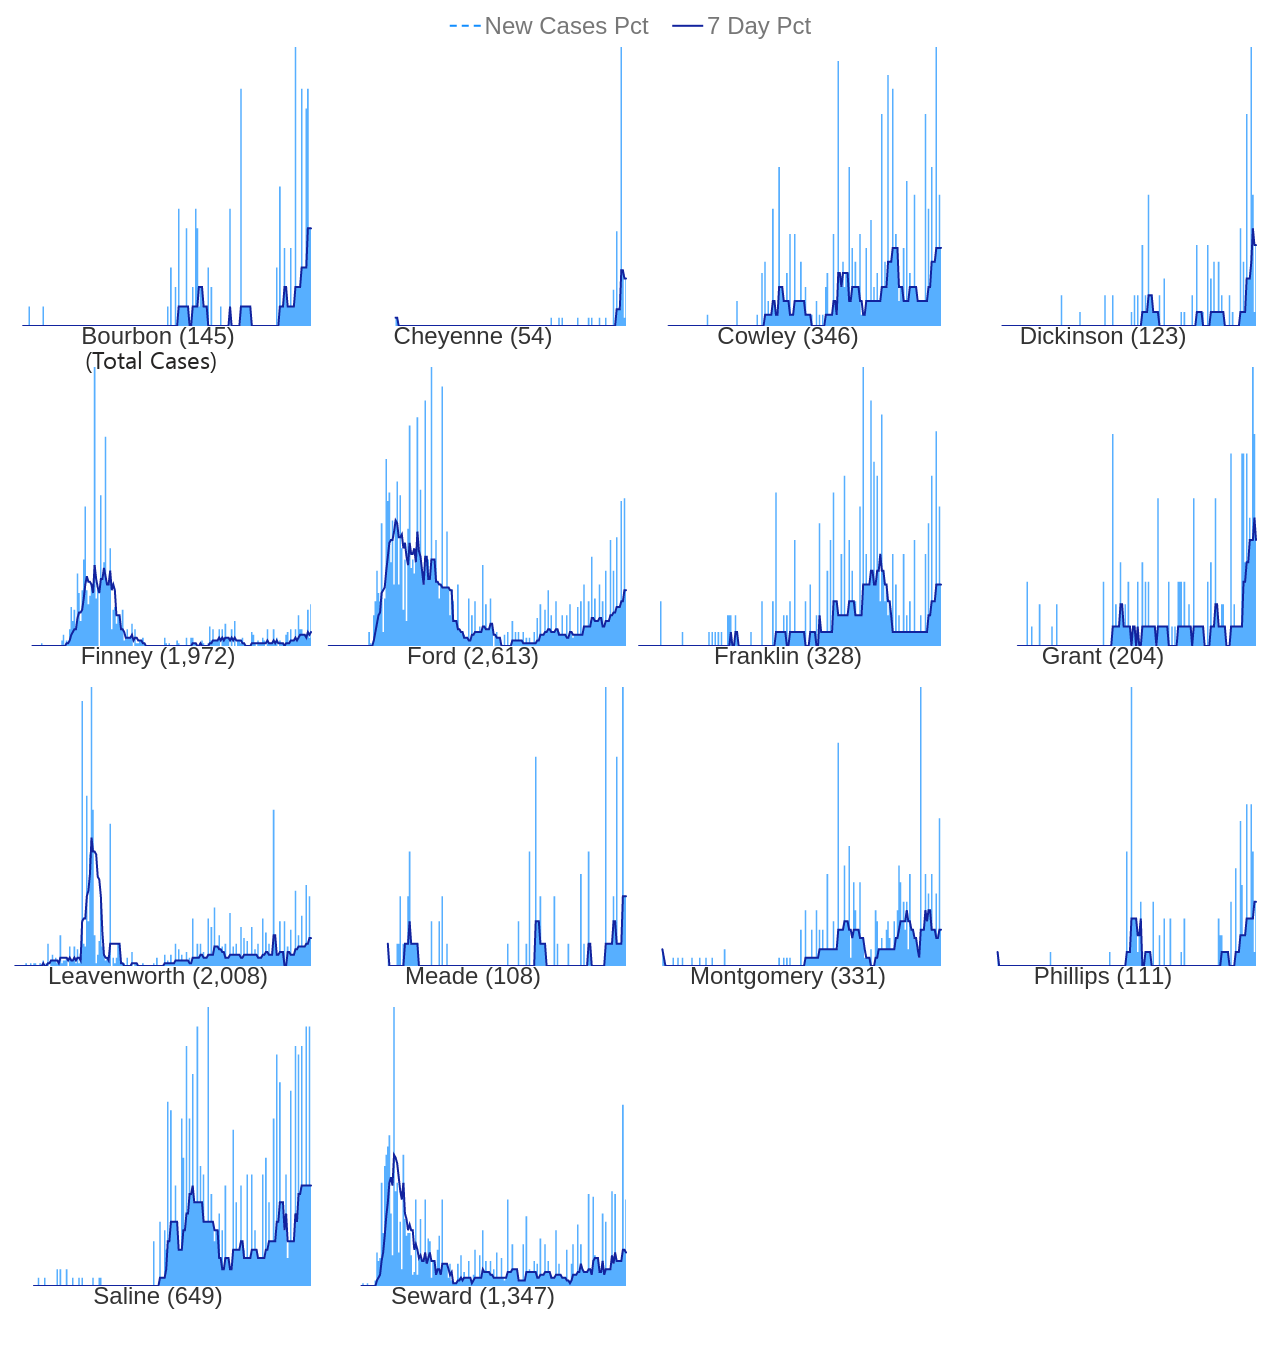 New Cases Pct 7 Day Pct
Bourbon (145) Cheyenne (54) Cowley (346) Dickinson (123)
(Total Cases)
Finney (1,972) Ford (2,613) Franklin (328) Grant (204)
Leavenworth (2,008) Meade (108) Montgomery (331) Phillips (111)
Saline (649) Seward (1,347)